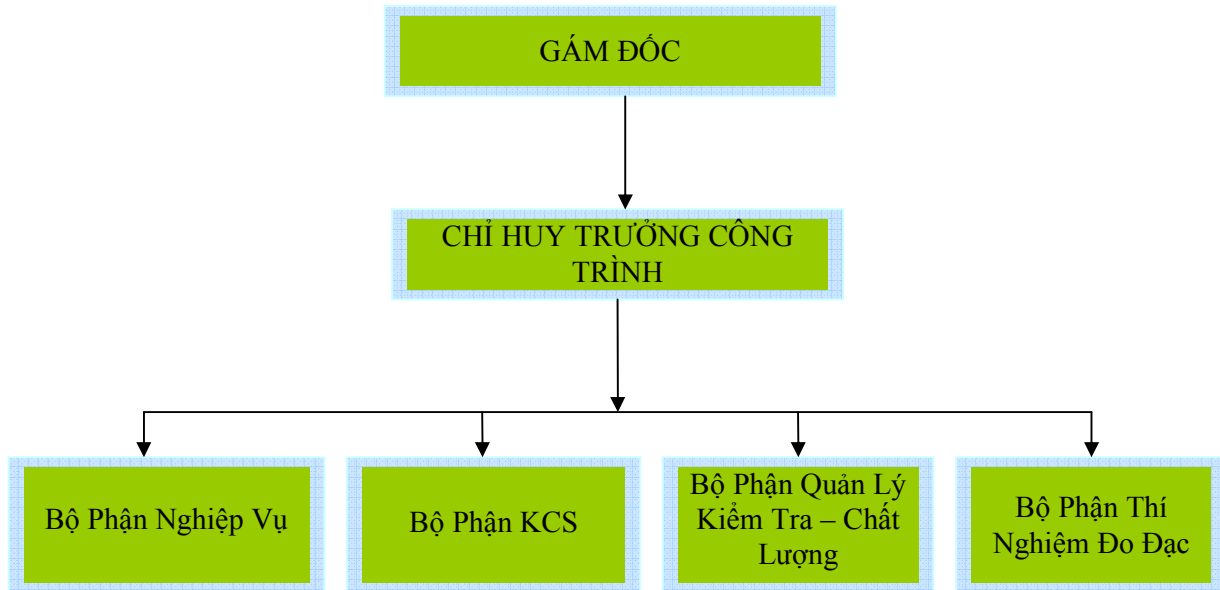 GÁM ĐỐC
CHỈ HUY TRƯỞNG CÔNG
TRÌNH
Bộ Phận Nghiệp Vụ
Bộ Phận KCS
Bộ Phận Quản Lý
Kiểm Tra – Chất
Lượng
Bộ Phận Thí
Nghiệm Đo Đạc